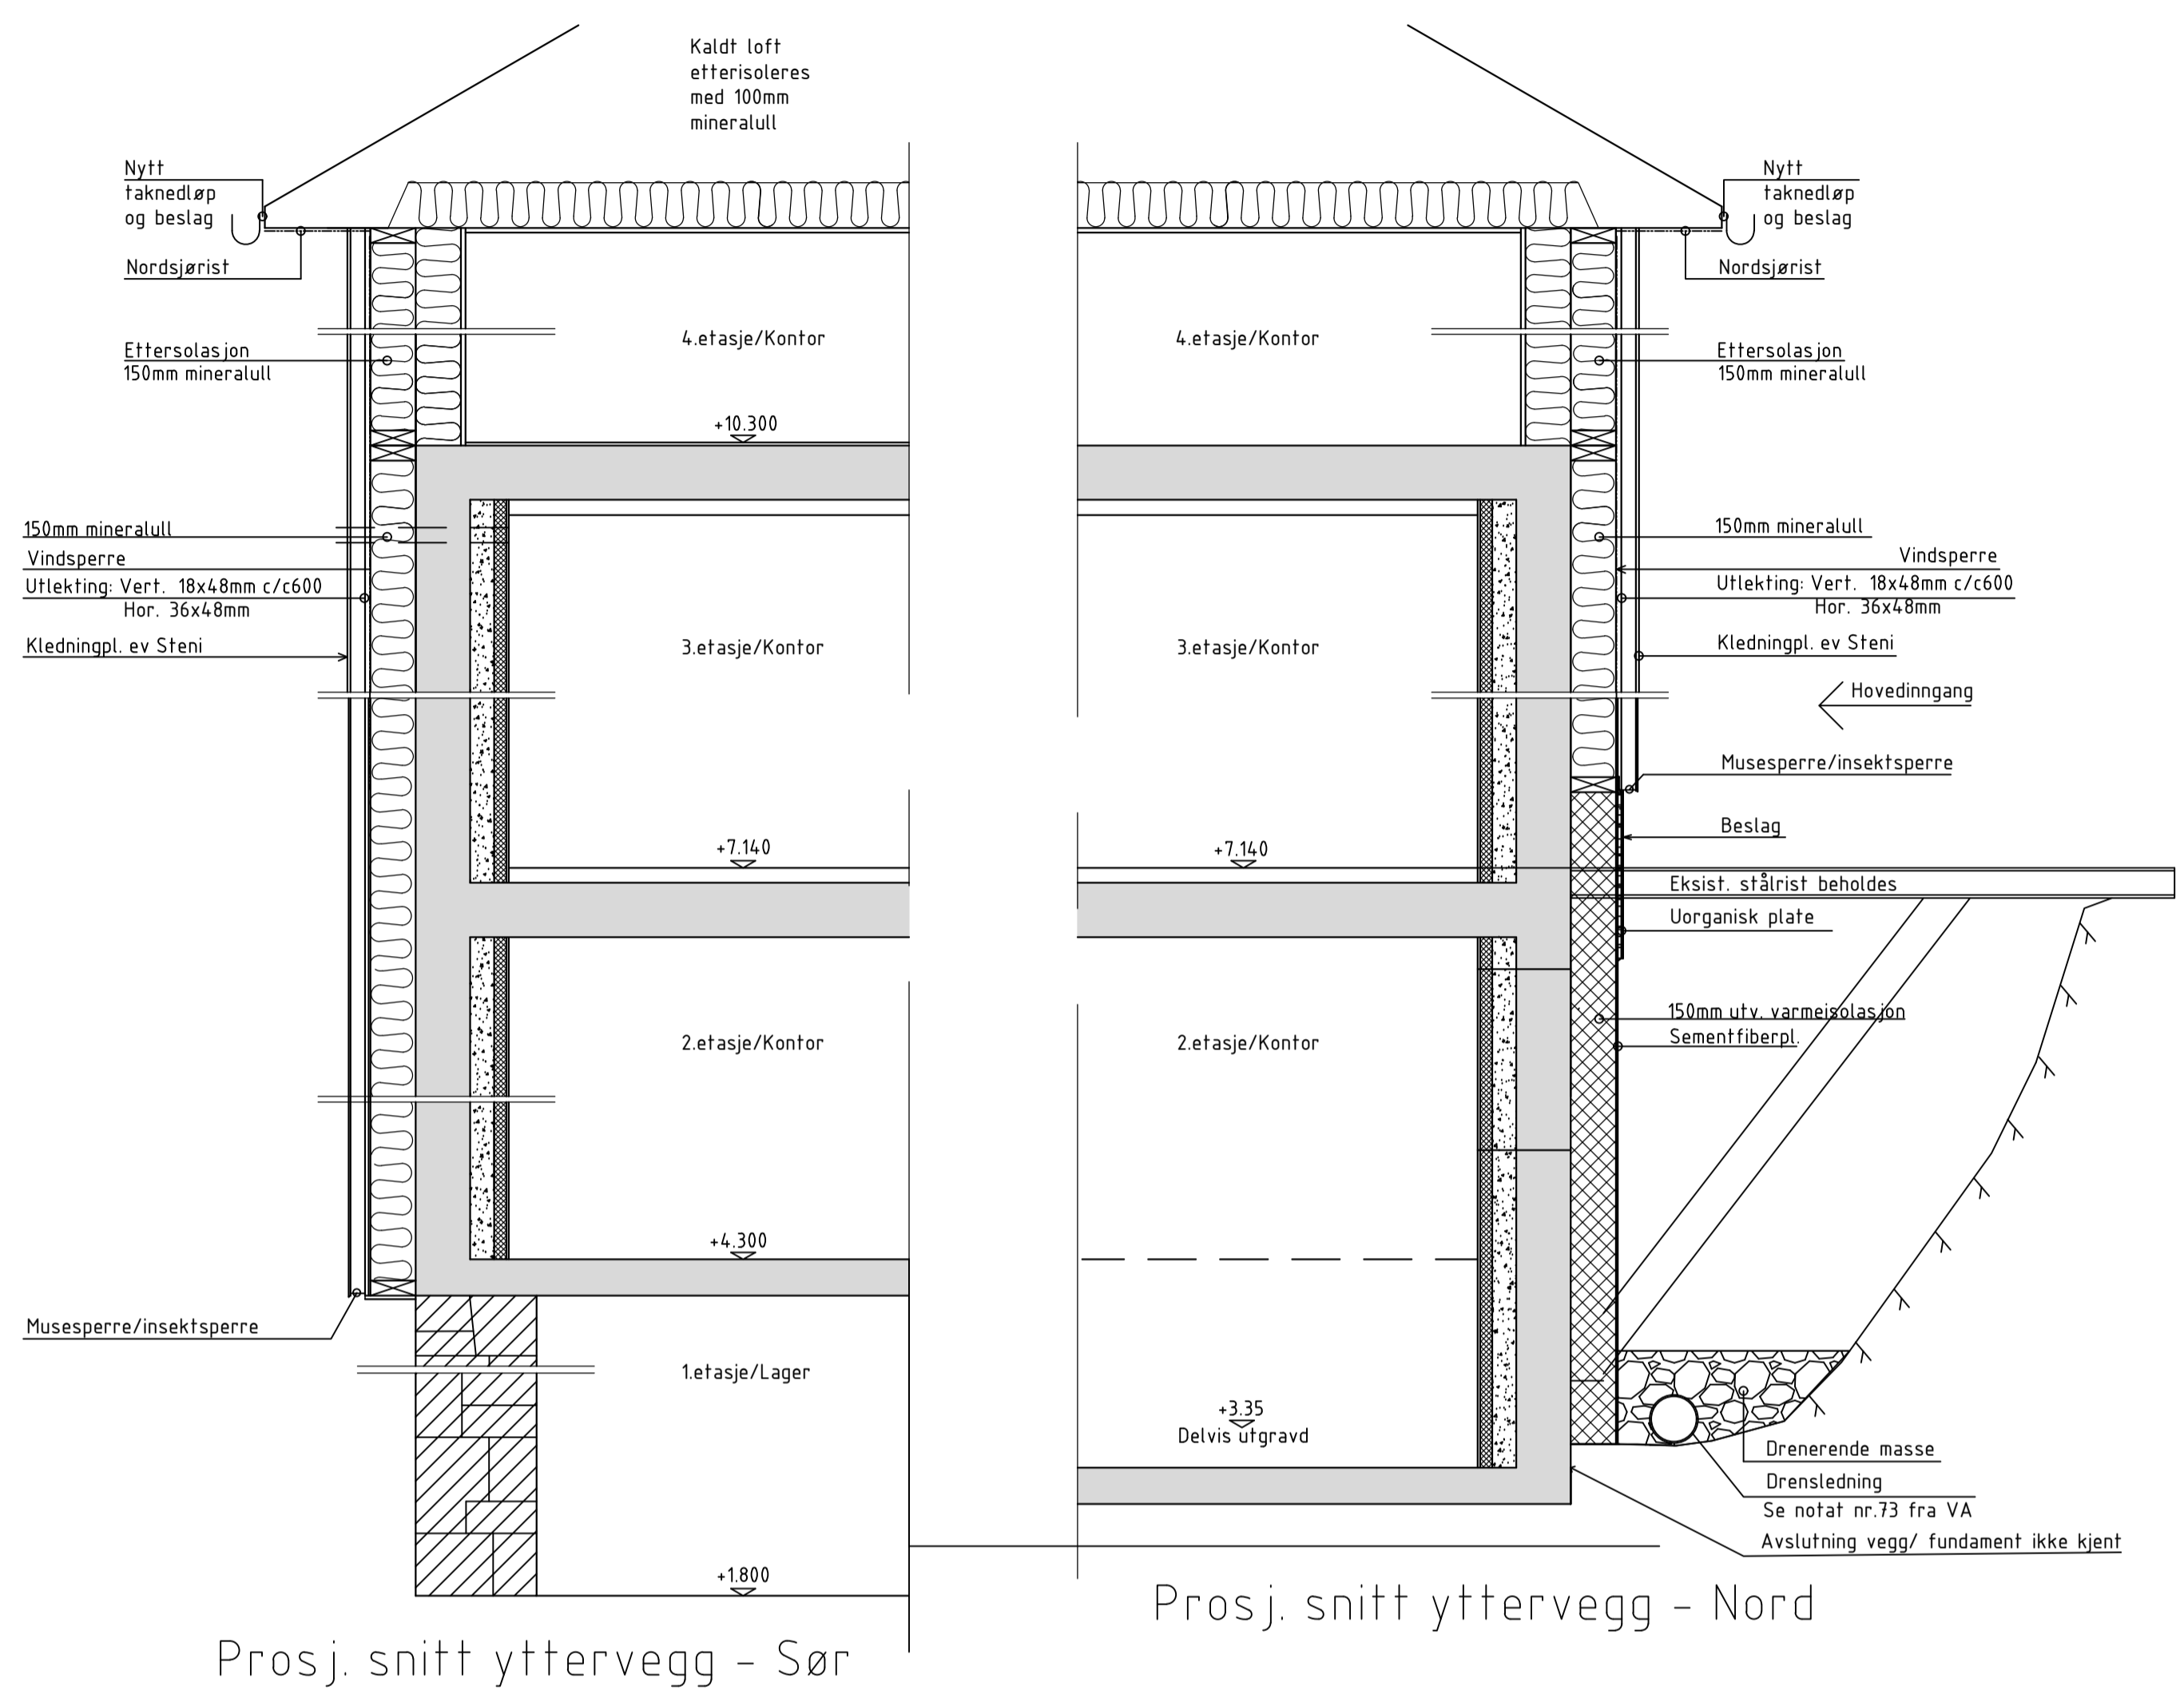 Kaldt loft
etterisoleres
med 100mm
mineralull
Nytt
taknedløp
og beslag
Nordsjørist
Ettersolasjon
150mm mineralull
150mm mineralull
Vindsperre
Utlekting: Vert. 18x48mm c/c600
Hor. 36x48mm
Kledningpl. ev Steni
Musesperre/insektsperre
4.etasje/Kontor
+10.300
3.etasje/Kontor
+7.140
2.etasje/Kontor
+4.300
1.etasje/Lager
+1.800
Prosj. snitt yttervegg - Sør
4.etasje/Kontor
3.etasje/Kontor
+7.140
2.etasje/Kontor
+3.35
Delvis utgravd
Nytt
taknedløp
og beslag
Nordsjørist
Ettersolasjon
150mm mineralull
150mm mineralull
Vindsperre
Utlekting: Vert. 18x48mm c/c600
Hor. 36x48mm
Kledningpl. ev Steni
Hovedinngang
Musesperre/insektsperre
Beslag
Eksist. stålrist beholdes
Uorganisk plate
150mm utv. varmeisolasjon
Sementfiberpl.
Drenerende masse
Drensledning
Se notat nr.73 fra VA
Avslutning vegg/ fundament ikke kjent
Prosj. snitt yttervegg - Nord